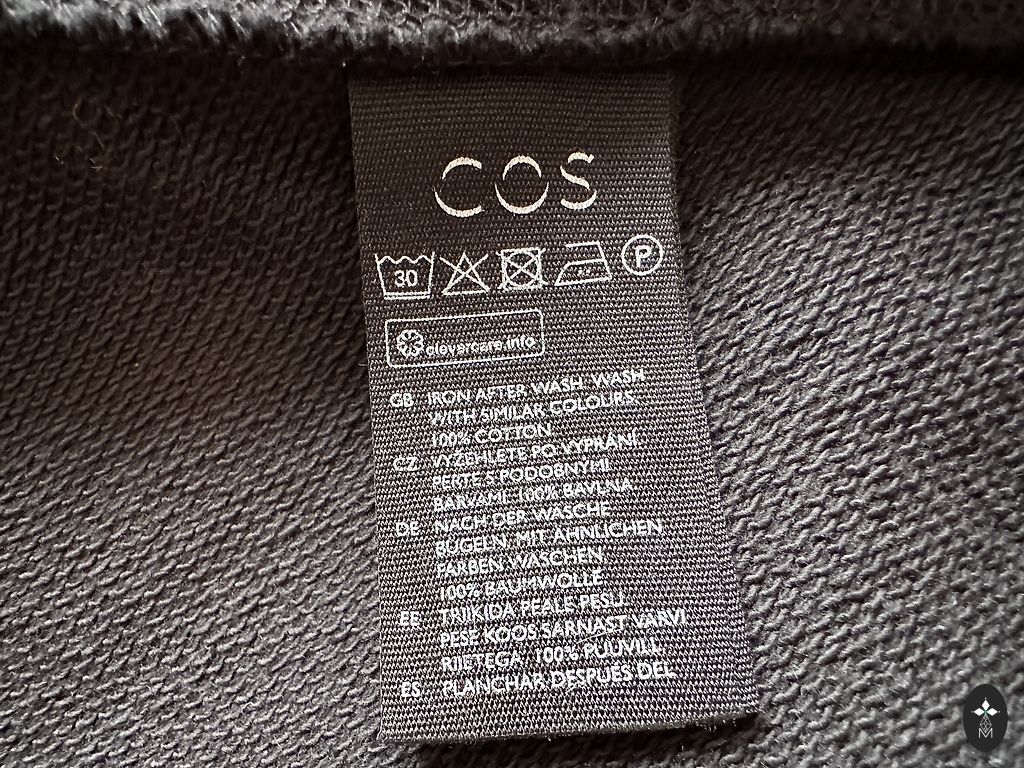 COS
30 P
clevercare.info
GB IRON AFTER WASH. WASH
WITH SIMILAR COLOURS.
100% COTTON
CZ VYŽEHLETE PO VYPRÁNÍ.
PERTE S PODOBNÝMI
BARVAMI. 100% BAVLNA
DE NACH DER WÄSCHE
BÜGELN. MIT ÄHNLICHEN
FARBEN WASCHEN.
100% BAUMWOLLE
EE TRIIKIDA PEALE PESU.
PESE KOOS SARNAST VÄRVI
RIIETEGA. 100% PUUVILL
ES PLANCHAR DESPUÉS DEL
M